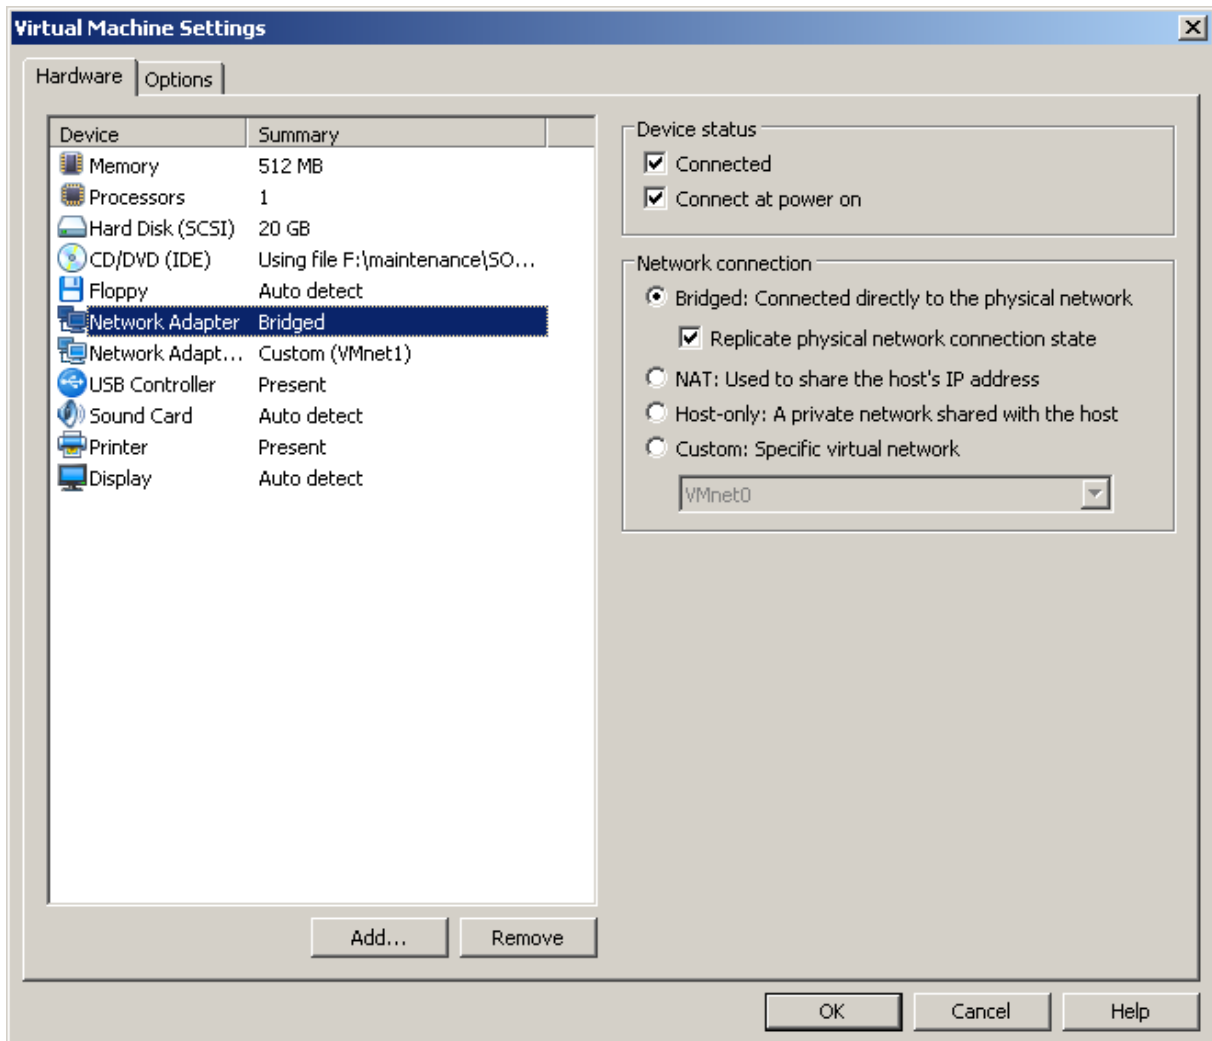 Virtual Machine Settings
Hardware
Options
Device Summary
Memory 512 MB
Processors 1
Hard Disk (SCSI) 20 GB
CD/DVD (IDE) Using file F:\maintenance\SO...
Floppy Auto detect
Network Adapter Bridged
Network Adapt... Custom (VMnet1)
USB Controller Present
Sound Card Auto detect
Printer Present
Display Auto detect
Add...
Remove
Device status
Connected
Connect at power on
Network connection
Bridged: Connected directly to the physical network
Replicate physical network connection state
NAT: Used to share the host's IP address
Host-only: A private network shared with the host
Custom: Specific virtual network
VMnet0
OK
Cancel
Help